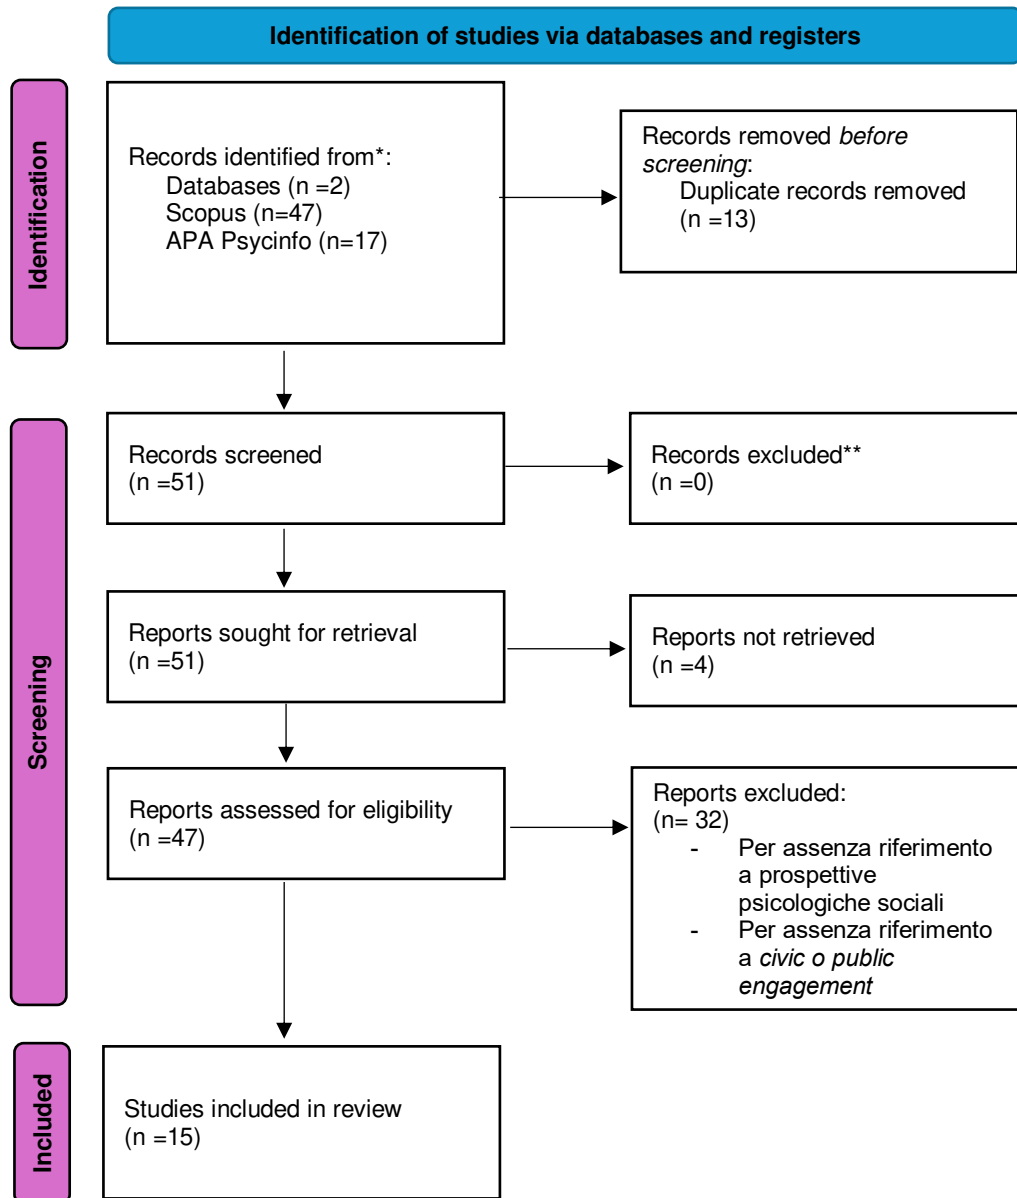 Identification of studies via databases and registers
Identification
Records identified from*:
Databases (n =2)
Scopus (n=47)
APA Psycinfo (n=17)
Records removed before
screening:
Duplicate records removed
(n =13)
Screening
Records screened
(n =51)
Records excluded**
(n =0)
Reports sought for retrieval
(n =51)
Reports not retrieved
(n =4)
Reports assessed for eligibility
(n =47)
Reports excluded:
(n= 32)
- Per assenza riferimento
a prospettive
psicologiche sociali
- Per assenza riferimento
a civic o public
engagement
Included
Studies included in review
(n =15)